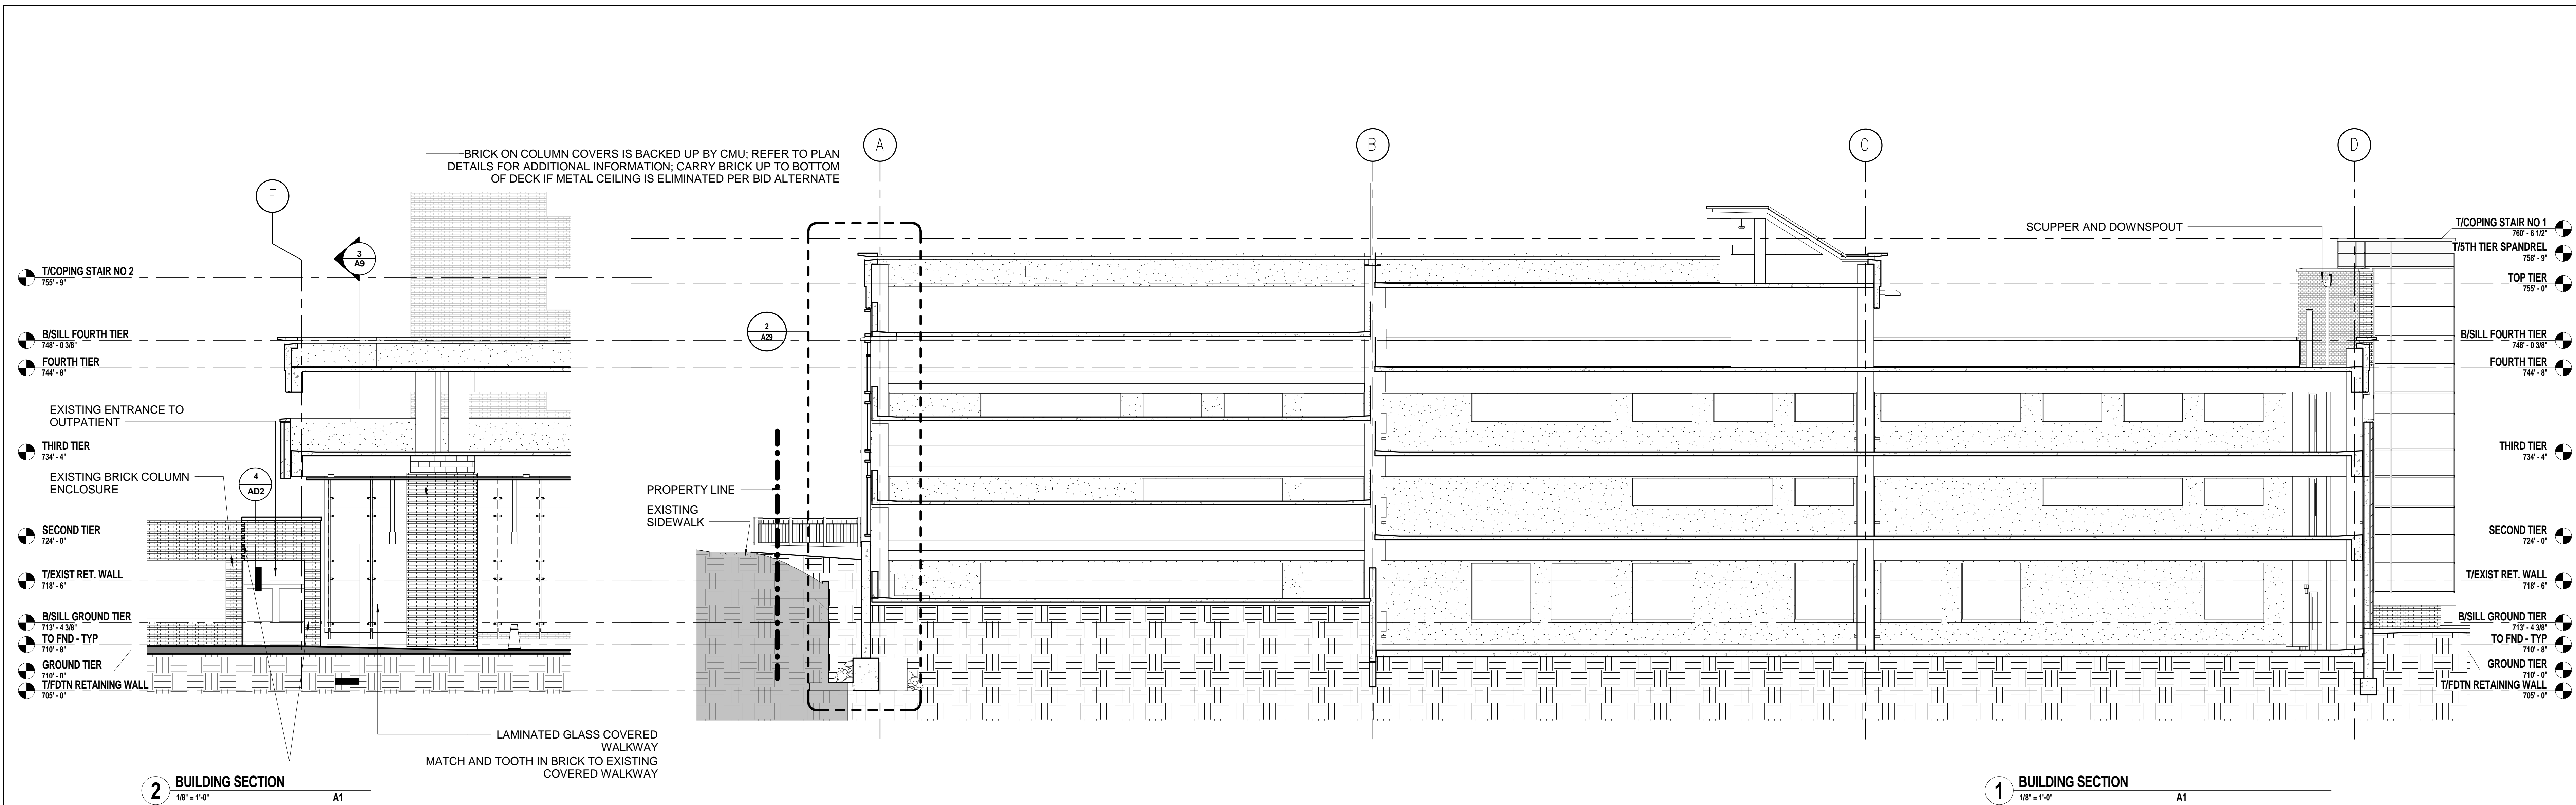 BRICK ON COLUMN COVERS IS BACKED UP BY CMU; REFER TO PLAN
DETAILS FOR ADDITIONAL INFORMATION; CARRY BRICK UP TO BOTTOM
OF DECK IF METAL CEILING IS ELIMINATED PER BID ALTERNATE
F
3
A9
T/COPING STAIR NO 2
755' - 9"
B/SILL FOURTH TIER
748' - 0 3/8"
FOURTH TIER
744' - 8"
EXISTING ENTRANCE TO
OUTPATIENT
THIRD TIER
734' - 4"
EXISTING BRICK COLUMN
ENCLOSURE
4
AD2
SECOND TIER
724' - 0"
T/EXIST RET. WALL
718' - 6"
B/SILL GROUND TIER
713' - 4 3/8"
TO FND - TYP
710' - 8"
GROUND TIER
710' - 0"
T/FDTN RETAINING WALL
705' - 0"
LAMINATED GLASS COVERED
WALKWAY
MATCH AND TOOTH IN BRICK TO EXISTING
COVERED WALKWAY
2
BUILDING SECTION
1/8" = 1'-0"
A1
A
B
C
D
2
A29
PROPERTY LINE
EXISTING
SIDEWALK
SCUPPER AND DOWNSPOUT
T/COPING STAIR NO 1
760' - 6 1/2"
T/5TH TIER SPANDREL
758' - 9"
TOP TIER
755' - 0"
B/SILL FOURTH TIER
748' - 0 3/8"
FOURTH TIER
744' - 8"
THIRD TIER
734' - 4"
SECOND TIER
724' - 0"
T/EXIST RET. WALL
718' - 6"
B/SILL GROUND TIER
713' - 4 3/8"
TO FND - TYP
710' - 8"
GROUND TIER
710' - 0"
T/FDTN RETAINING WALL
705' - 0"
1
BUILDING SECTION
1/8" = 1'-0"
A1